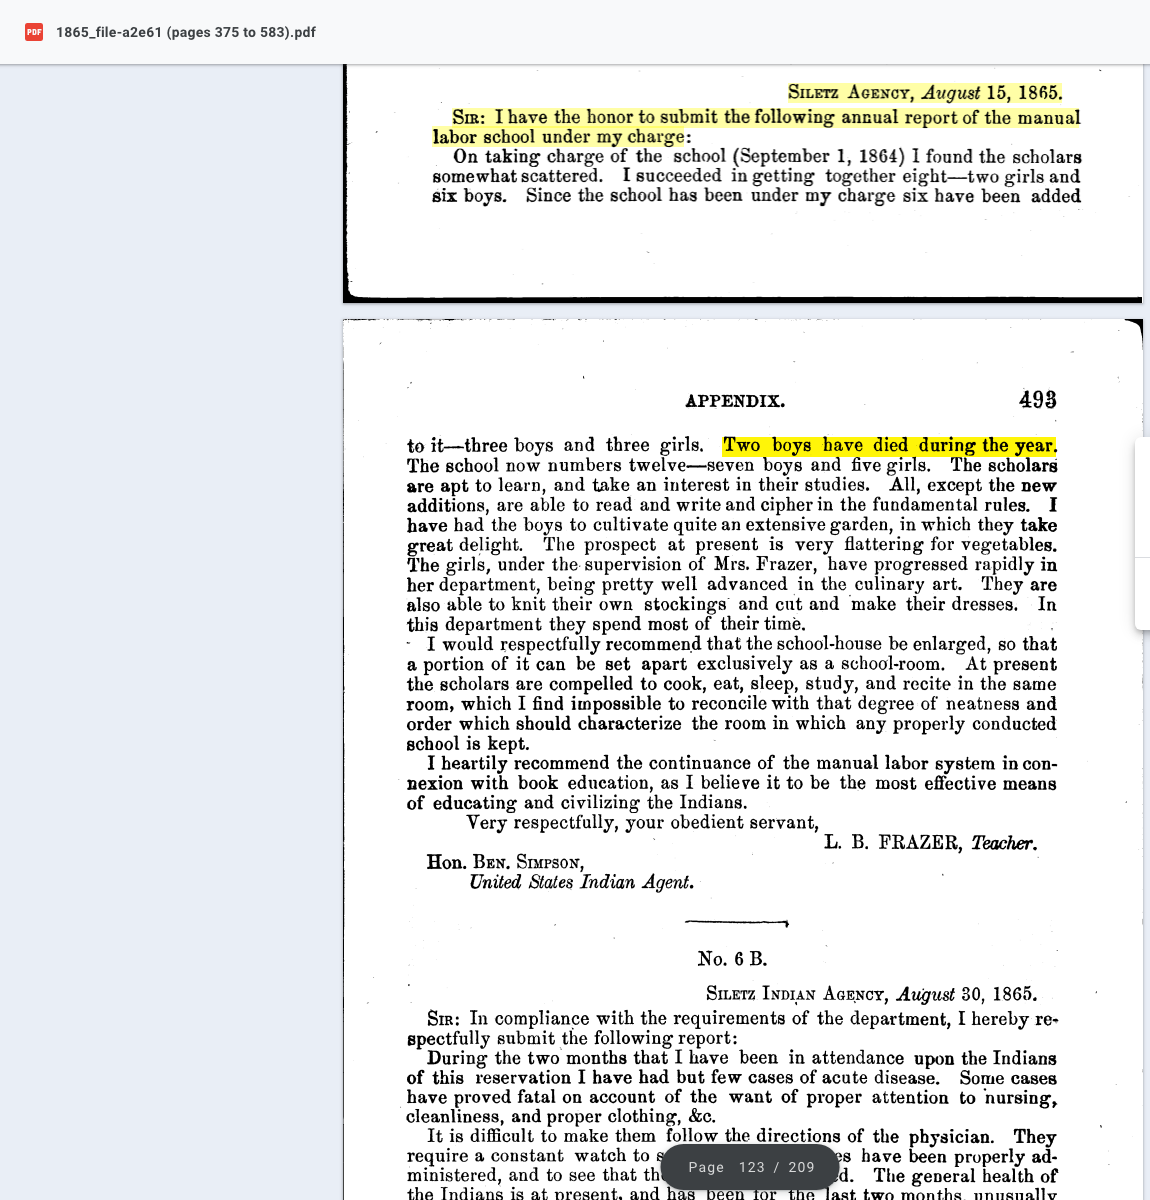 PDF 1865_file-a2e61 (pages 375 to 583).pdf
SILETZ AGENCY, August 15, 1865.
SIR: I have the honor to submit the following annual report of the manual
labor school under my charge:
On taking charge of the school (September 1, 1864) I found the scholars
somewhat scattered. I succeeded in getting together eight—two girls and
six boys. Since the school has been under my charge six have been added
APPENDIX. 493
to it—three boys and three girls. Two boys have died during the year.
The school now numbers twelve—seven boys and five girls. The scholars
are apt to learn, and take an interest in their studies. All, except the new
additions, are able to read and write and cipher in the fundamental rules. I
have had the boys to cultivate quite an extensive garden, in which they take
great delight. The prospect at present is very flattering for vegetables.
The girls, under the supervision of Mrs. Frazer, have progressed rapidly in
her department, being pretty well advanced in the culinary art. They are
also able to knit their own stockings and cut and make their dresses. In
this department they spend most of their time.
I would respectfully recommend that the school-house be enlarged, so that
a portion of it can be set apart exclusively as a school-room. At present
the scholars are compelled to cook, eat, sleep, study, and recite in the same
room, which I find impossible to reconcile with that degree of neatness and
order which should characterize the room in which any properly conducted
school is kept.
I heartily recommend the continuance of the manual labor system in con-
nexion with book education, as I believe it to be the most effective means
of educating and civilizing the Indians.
Very respectfully, your obedient servant,
L. B. FRAZER, Teacher.
Hon. BEN. SIMPSON,
United States Indian Agent.
No. 6 B.
SILETZ INDIAN AGENCY, August 30, 1865.
SIR: In compliance with the requirements of the department, I hereby re-
spectfully submit the following report:
During the two months that I have been in attendance upon the Indians
of this reservation I have had but few cases of acute disease. Some cases
have proved fatal on account of the want of proper attention to nursing,
cleanliness, and proper clothing, &c.
It is difficult to make them follow the directions of the physician. They
require a constant watch to have been properly ad-
ministered, and to see that The general health of
the Indians is at present, and has been for the last two months, unusually
Page 123 / 209